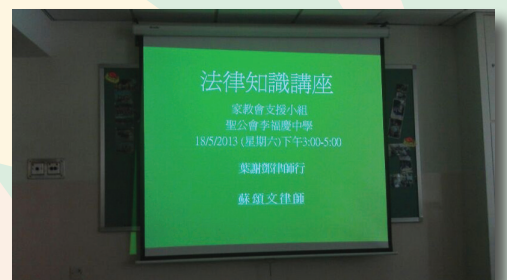 法律知識講座
家教會支援小組
聖公會李福慶中學
18/5/2013 (星期六)下午3:00-5:00
葉謝鄧律師行
蘇頌文律師